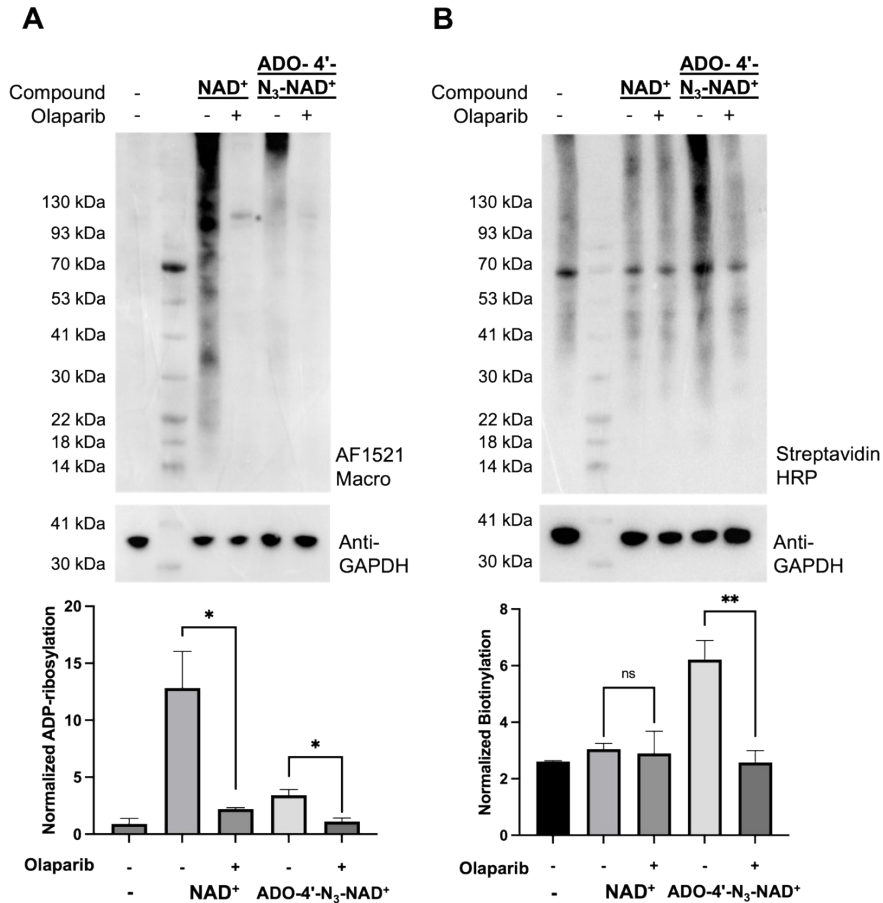 A
ADO- 4'-
Compound - NAD⁺ N₃-NAD⁺
Olaparib - - + - +
130 kDa
93 kDa
70 kDa
53 kDa
41 kDa
30 kDa
22 kDa
18 kDa
14 kDa
AF1521
Macro
41 kDa
30 kDa
Anti-
GAPDH
Normalized ADP-ribosylation
20
15
10
5
0
*
*
Olaparib - - + - +
- NAD⁺ ADO-4'-N₃-NAD⁺
B
ADO- 4'-
Compound - NAD⁺ N₃-NAD⁺
Olaparib - - + - +
130 kDa
93 kDa
70 kDa
53 kDa
41 kDa
30 kDa
22 kDa
18 kDa
14 kDa
Streptavidin
HRP
41 kDa
30 kDa
Anti-
GAPDH
Normalized Biotinylation
8
6
4
2
0
ns
**
Olaparib - - + - +
- NAD⁺ ADO-4'-N₃-NAD⁺